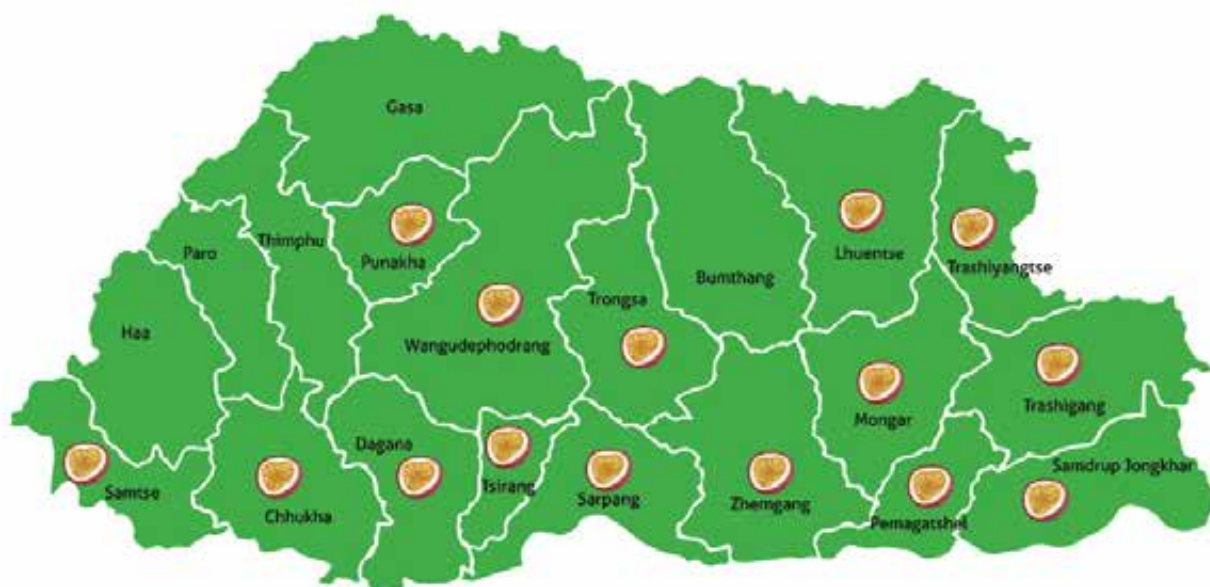 Gasa
Thimphu
Paro
Punakha
Lhuentse
Trashiyangtse
Bumthang
Trongsa
Haa
Wangudephodrang
Trashigang
Mongar
Dagana
Samdrup Jongkhar
Tsirang
Samtse
Sarpang
Zhemgang
Chhukha
Pemagatshel